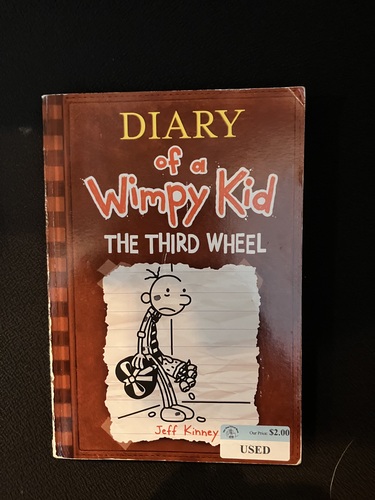 DIARY
of a
Wimpy Kid
THE THIRD WHEEL
Jeff Kinney
Our Price: $2.00
USED